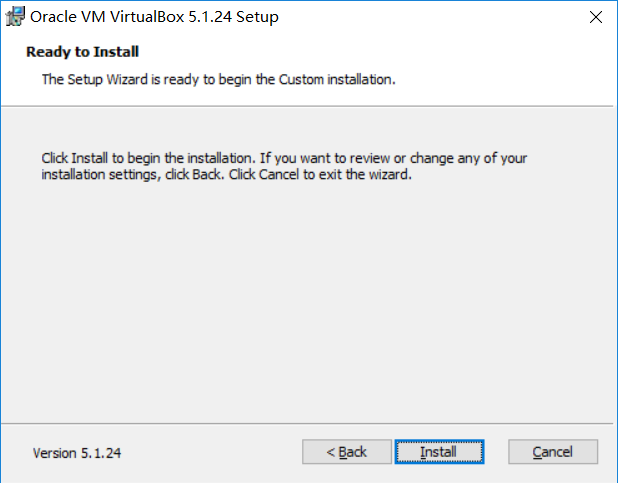 Oracle VM VirtualBox 5.1.24 Setup
Ready to Install
The Setup Wizard is ready to begin the Custom installation.
Click Install to begin the installation. If you want to review or change any of your
installation settings, click Back. Click Cancel to exit the wizard.
Version 5.1.24
< Back
Install
Cancel